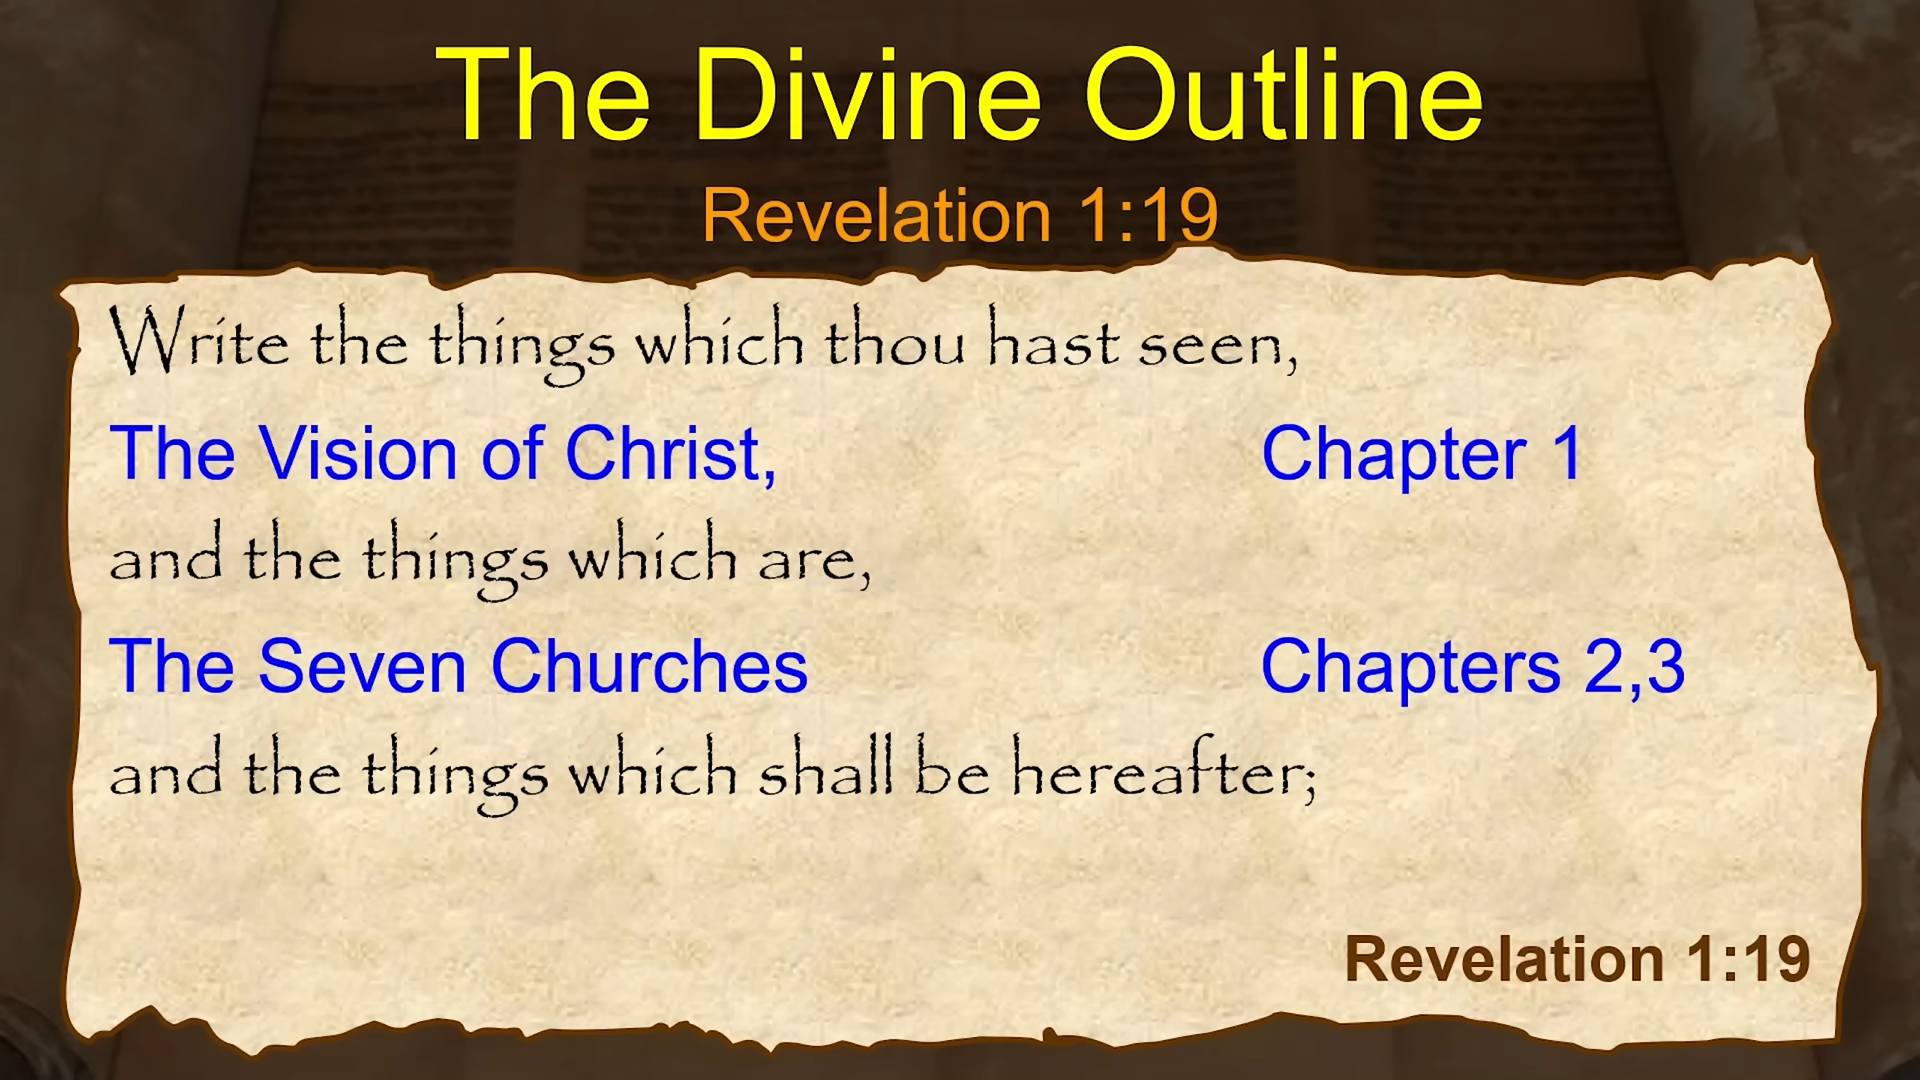 The Divine Outline
Revelation 1:19
Write the things which thou hast seen,
The Vision of Christ, Chapter 1
and the things which are,
The Seven Churches Chapters 2,3
and the things which shall be hereafter;
Revelation 1:19